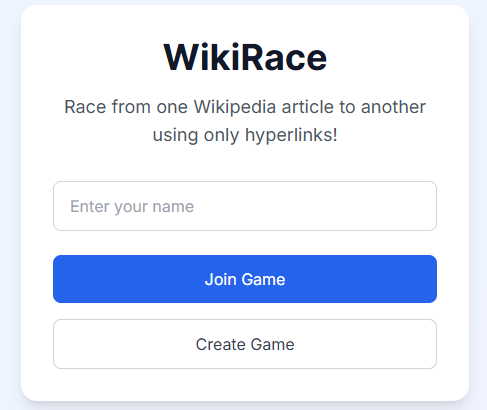 WikiRace
Race from one Wikipedia article to another
using only hyperlinks!
Enter your name
Join Game
Create Game